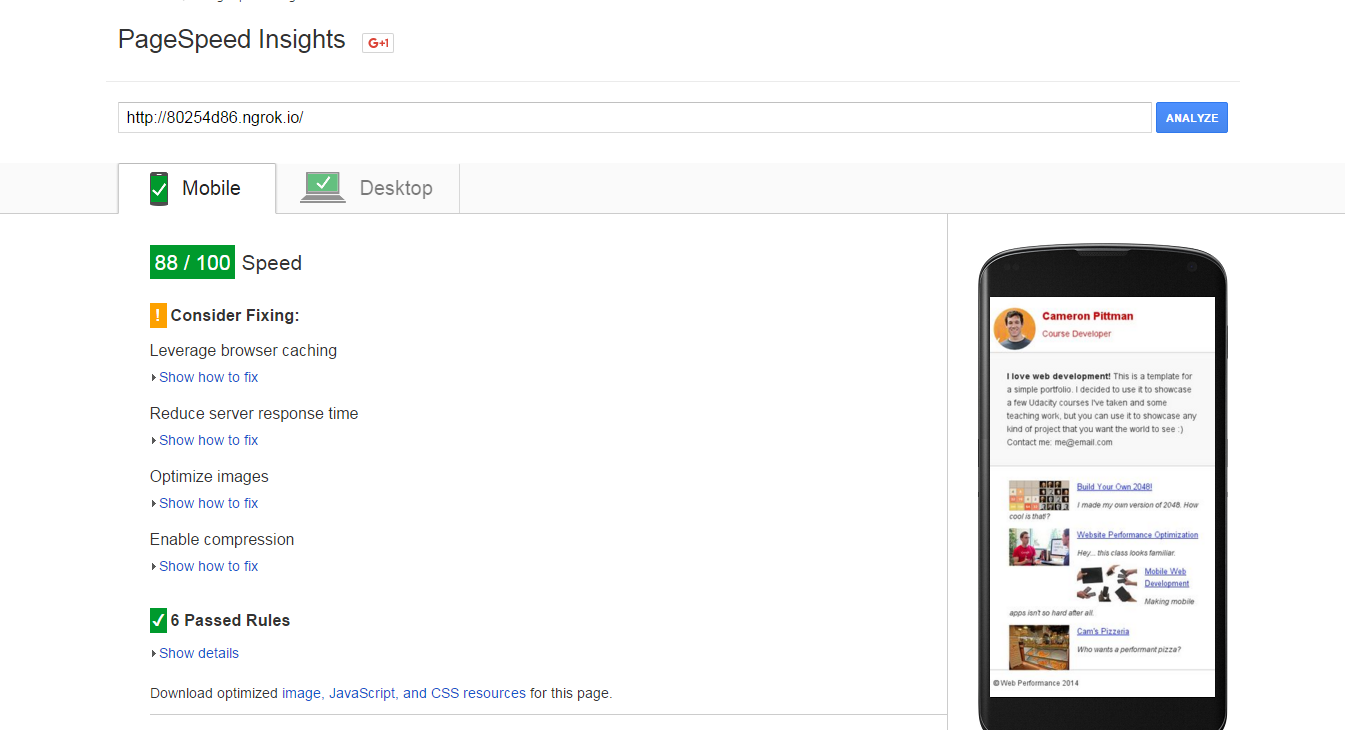 PageSpeed Insights G+1
http://80254d86.ngrok.io/ ANALYZE
Mobile Desktop
88 / 100 Speed
! Consider Fixing:
Leverage browser caching
Show how to fix
Reduce server response time
Show how to fix
Optimize images
Show how to fix
Enable compression
Show how to fix
6 Passed Rules
Show details
Download optimized image, JavaScript, and CSS resources for this page.
Cameron Pittman
Course Developer
I love web development! This is a template for
a simple portfolio. I decided to use it to showcase
a few Udacity courses I've taken and some
teaching work, but you can use it to showcase any
kind of project that you want the world to see :)
Contact me: me@email.com
Build Your Own 2048!
I made my own version of 2048. How
cool is that!?
Website Performance Optimization
Hey... this class looks familiar.
Mobile Web
Development
Making mobile
apps isn't so hard after all.
Cam's Pizzeria
Who wants a performant pizza?
©Web Performance 2014